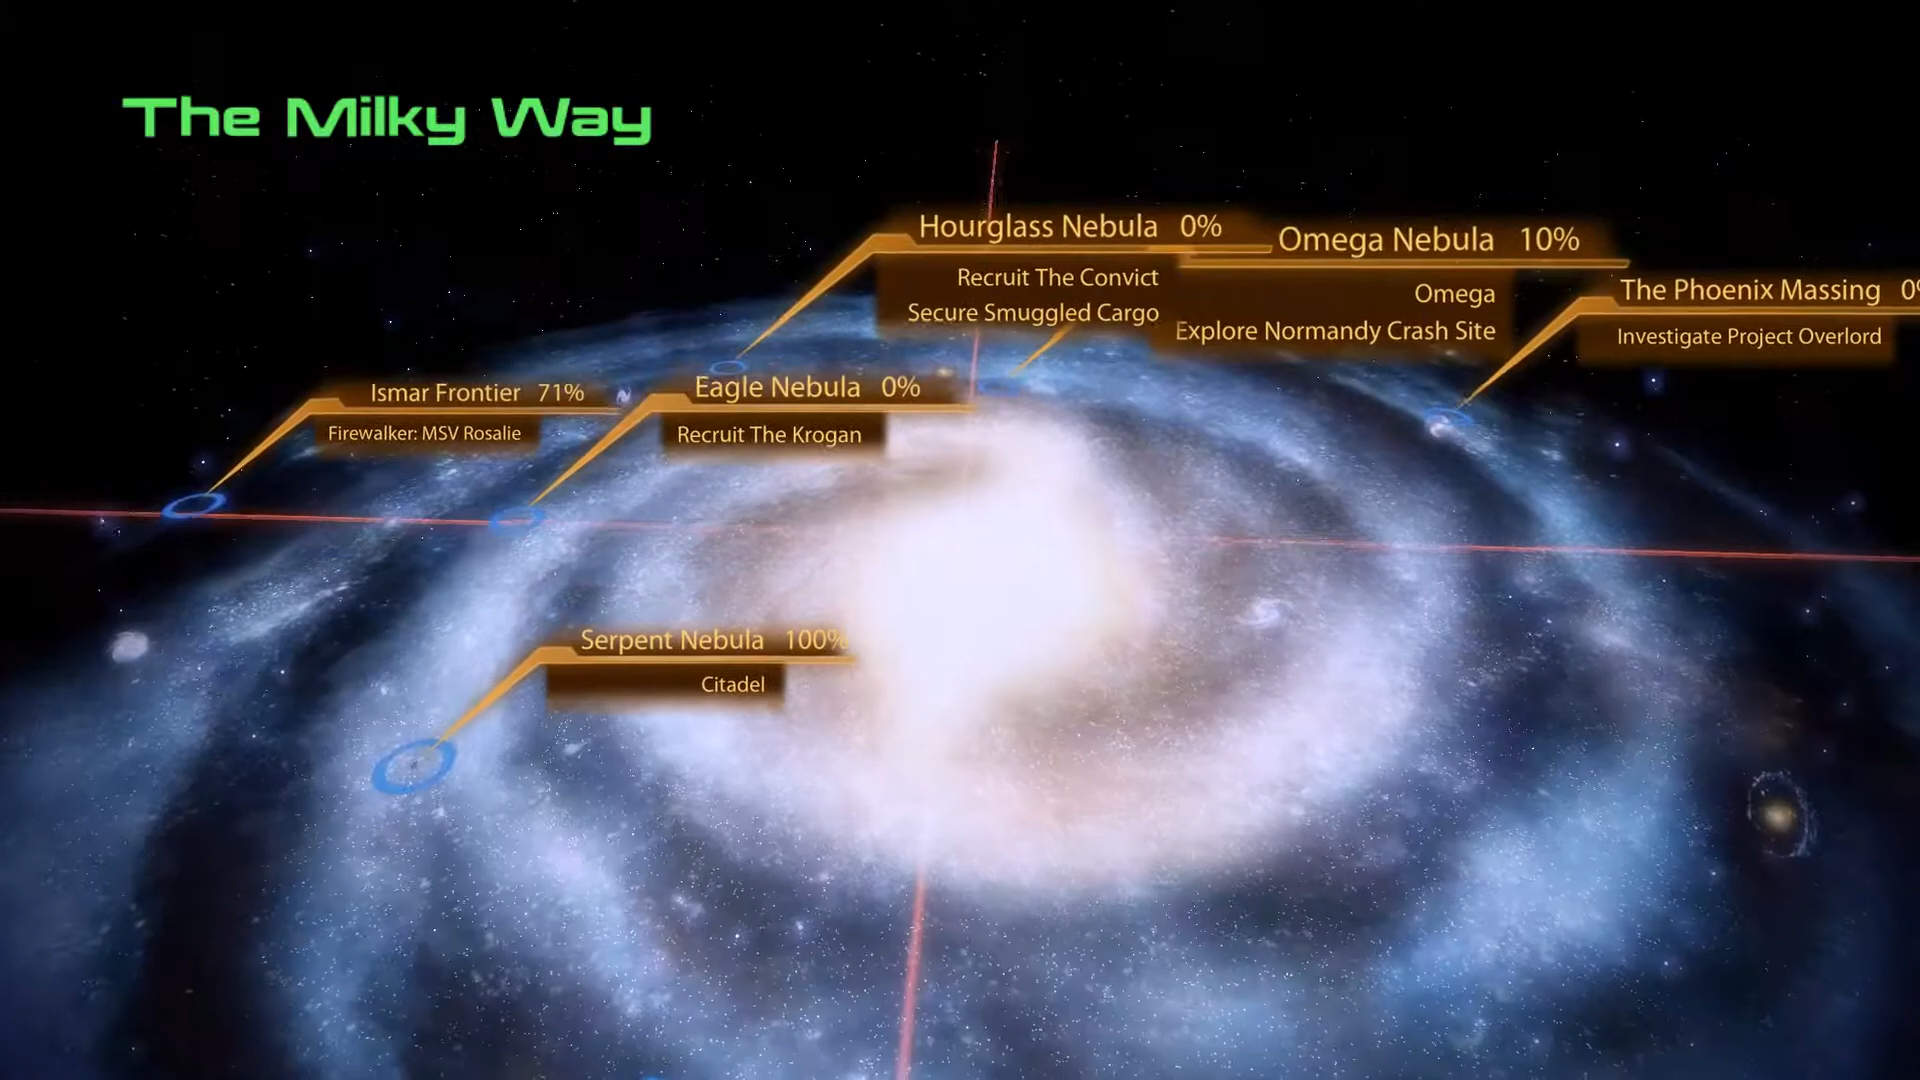 The Milky Way
Hourglass Nebula 0%
Recruit The Convict
Secure Smuggled Cargo
Omega Nebula 10%
Omega
Explore Normandy Crash Site
The Phoenix Massing
Investigate Project Overlord
Ismar Frontier 71%
Firewalker: MSV Rosalie
Eagle Nebula 0%
Recruit The Krogan
Serpent Nebula 100%
Citadel